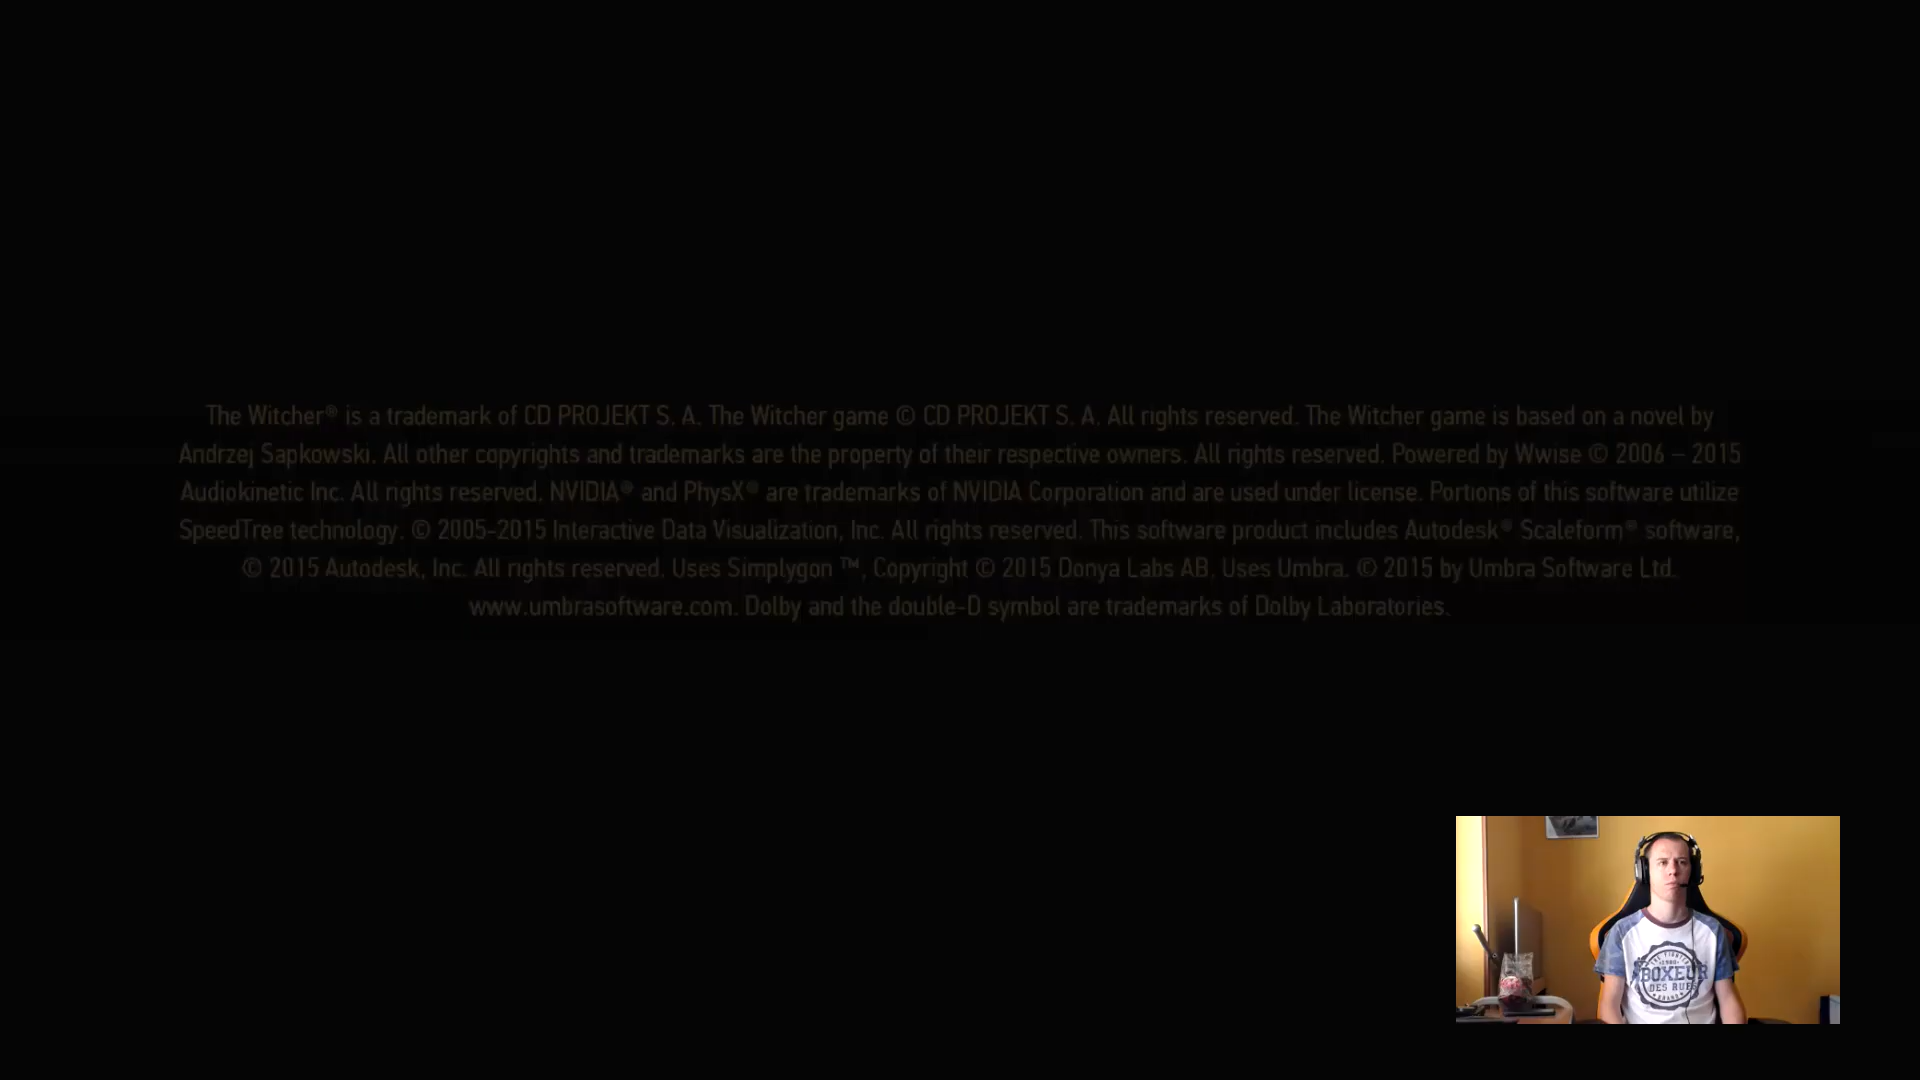 The Witcher® is a trademark of CD PROJEKT S. A. The Witcher game © CD PROJEKT S. A. All rights reserved. The Witcher game is based on a novel by
Andrzej Sapkowski. All other copyrights and trademarks are the property of their respective owners. All rights reserved. Powered by Wwise © 2006 – 2015
Audiokinetic Inc. All rights reserved. NVIDIA® and PhysX® are trademarks of NVIDIA Corporation and are used under license. Portions of this software utilize
SpeedTree technology. © 2005-2015 Interactive Data Visualization, Inc. All rights reserved. This software product includes Autodesk® Scaleform® software,
© 2015 Autodesk, Inc. All rights reserved. Uses Simplygon ™, Copyright © 2015 Donya Labs AB. Uses Umbra. © 2015 by Umbra Software Ltd.
www.umbrasoftware.com. Dolby and the double-D symbol are trademarks of Dolby Laboratories.
BOXEUR
DES RUES